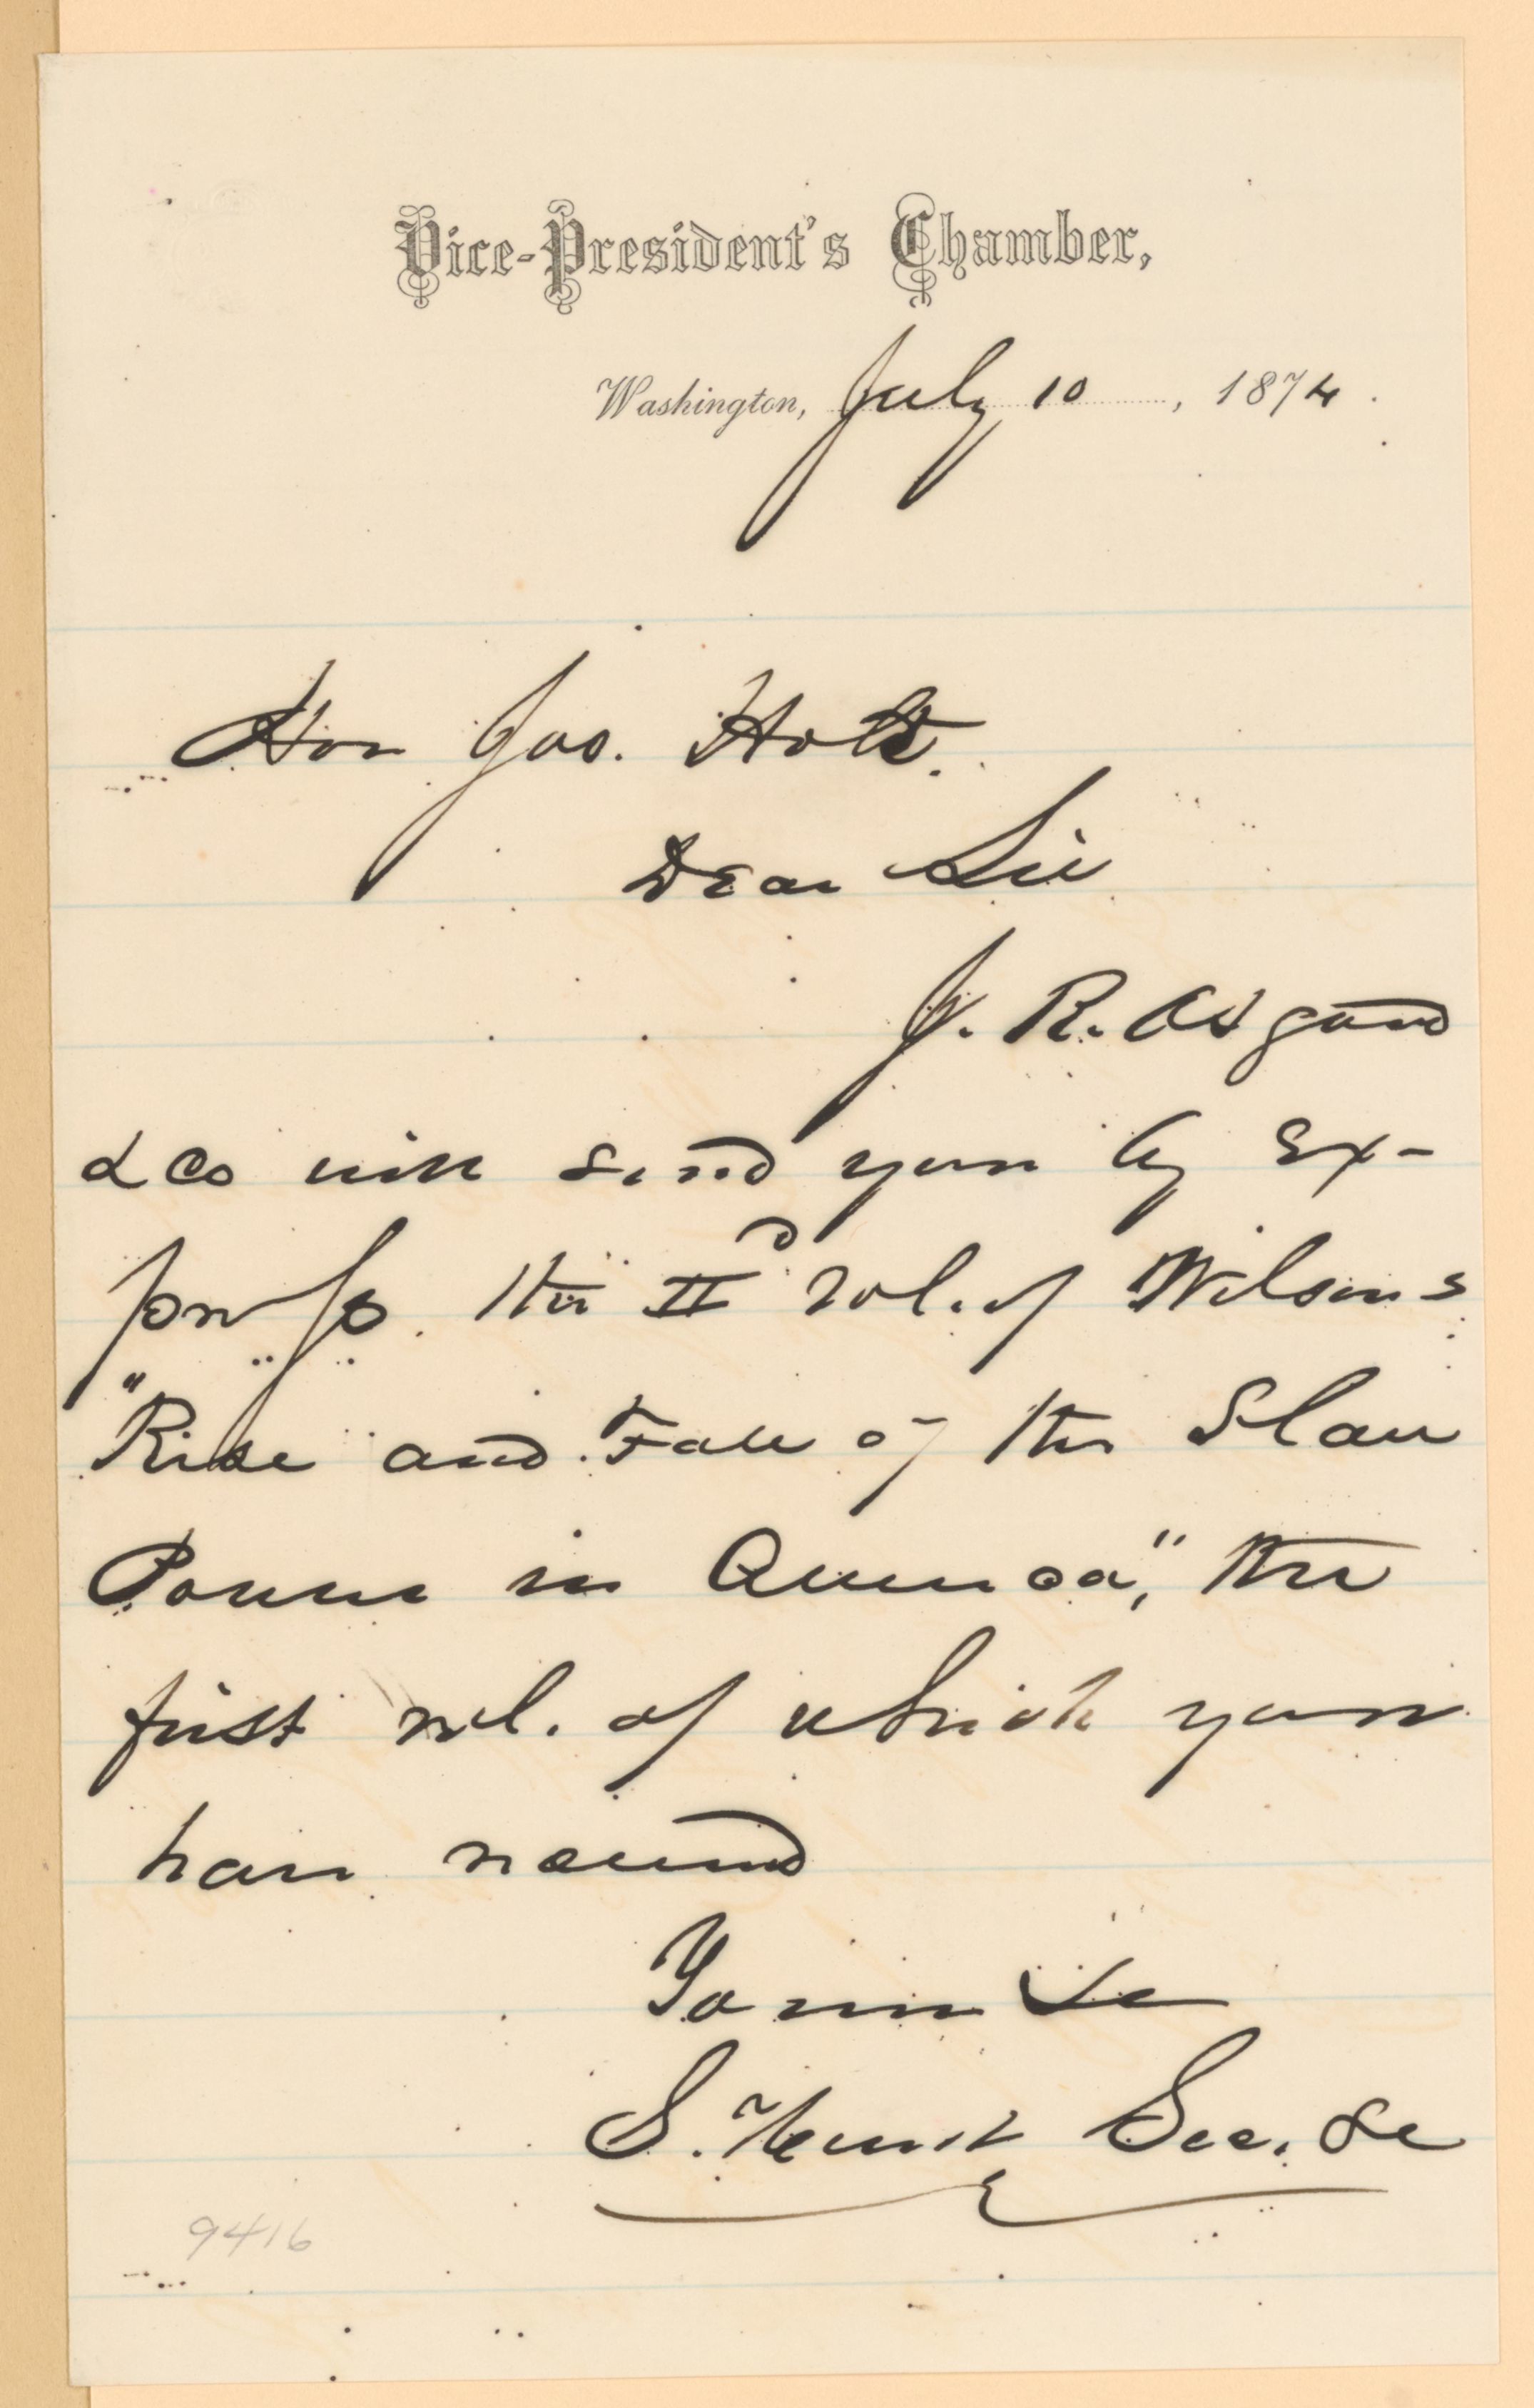 Vice-President's Chamber,
Washington, July 10, 1874.
Hon Jos. Holt.
Dear Sir
J. R. Osgood
& Co will send you by Ex-
press the IId vol. of Wilsons
"Rise and Fall of the Slave
Power in America", the
first vol. of which you
have received
Yours &c
S. Hunt Sec. &c
9416